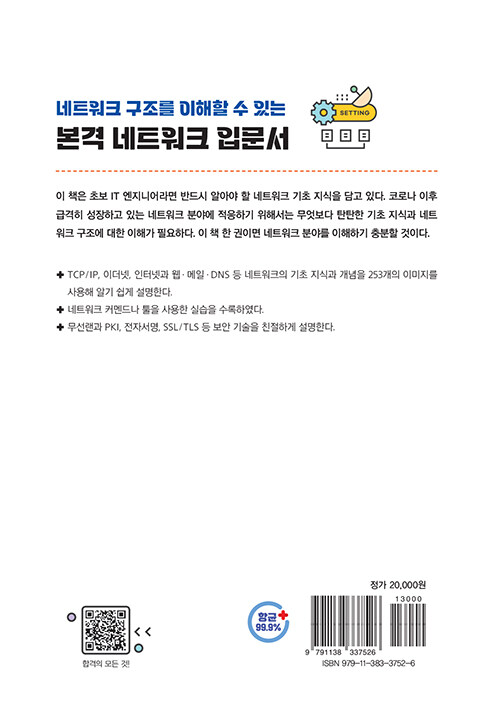 네트워크 구조를 이해할 수 있는
본격 네트워크 입문서
SETTING
이 책은 초보 IT 엔지니어라면 반드시 알아야 할 네트워크 기초 지식을 담고 있다. 코로나 이후
급격히 성장하고 있는 네트워크 분야에 적응하기 위해서는 무엇보다 탄탄한 기초 지식과 네트
워크 구조에 대한 이해가 필요하다. 이 책 한 권이면 네트워크 분야를 이해하기 충분할 것이다.
✚ TCP/IP, 이더넷, 인터넷과 웹·메일·DNS 등 네트워크의 기초 지식과 개념을 253개의 이미지를
사용해 알기 쉽게 설명한다.
✚ 네트워크 커멘드나 툴을 사용한 실습을 수록하였다.
✚ 무선랜과 PKI, 전자서명, SSL/TLS 등 보안 기술을 친절하게 설명한다.
정가 20,000원
13000
항균
99.9%
9 791138 337526
ISBN 979-11-383-3752-6
합격의 모든 것!